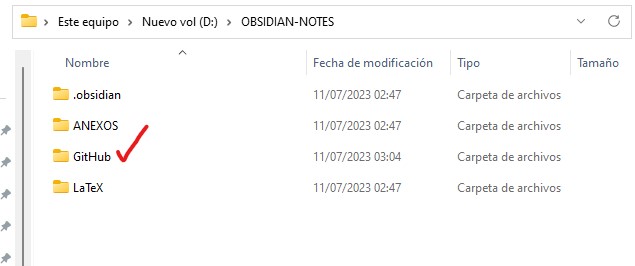 Este equipo > Nuevo vol (D:) > OBSIDIAN-NOTES
Nombre Fecha de modificación Tipo Tamaño
.obsidian 11/07/2023 02:47 Carpeta de archivos
ANEXOS 11/07/2023 02:47 Carpeta de archivos
GitHub 11/07/2023 03:04 Carpeta de archivos
LaTeX 11/07/2023 02:47 Carpeta de archivos